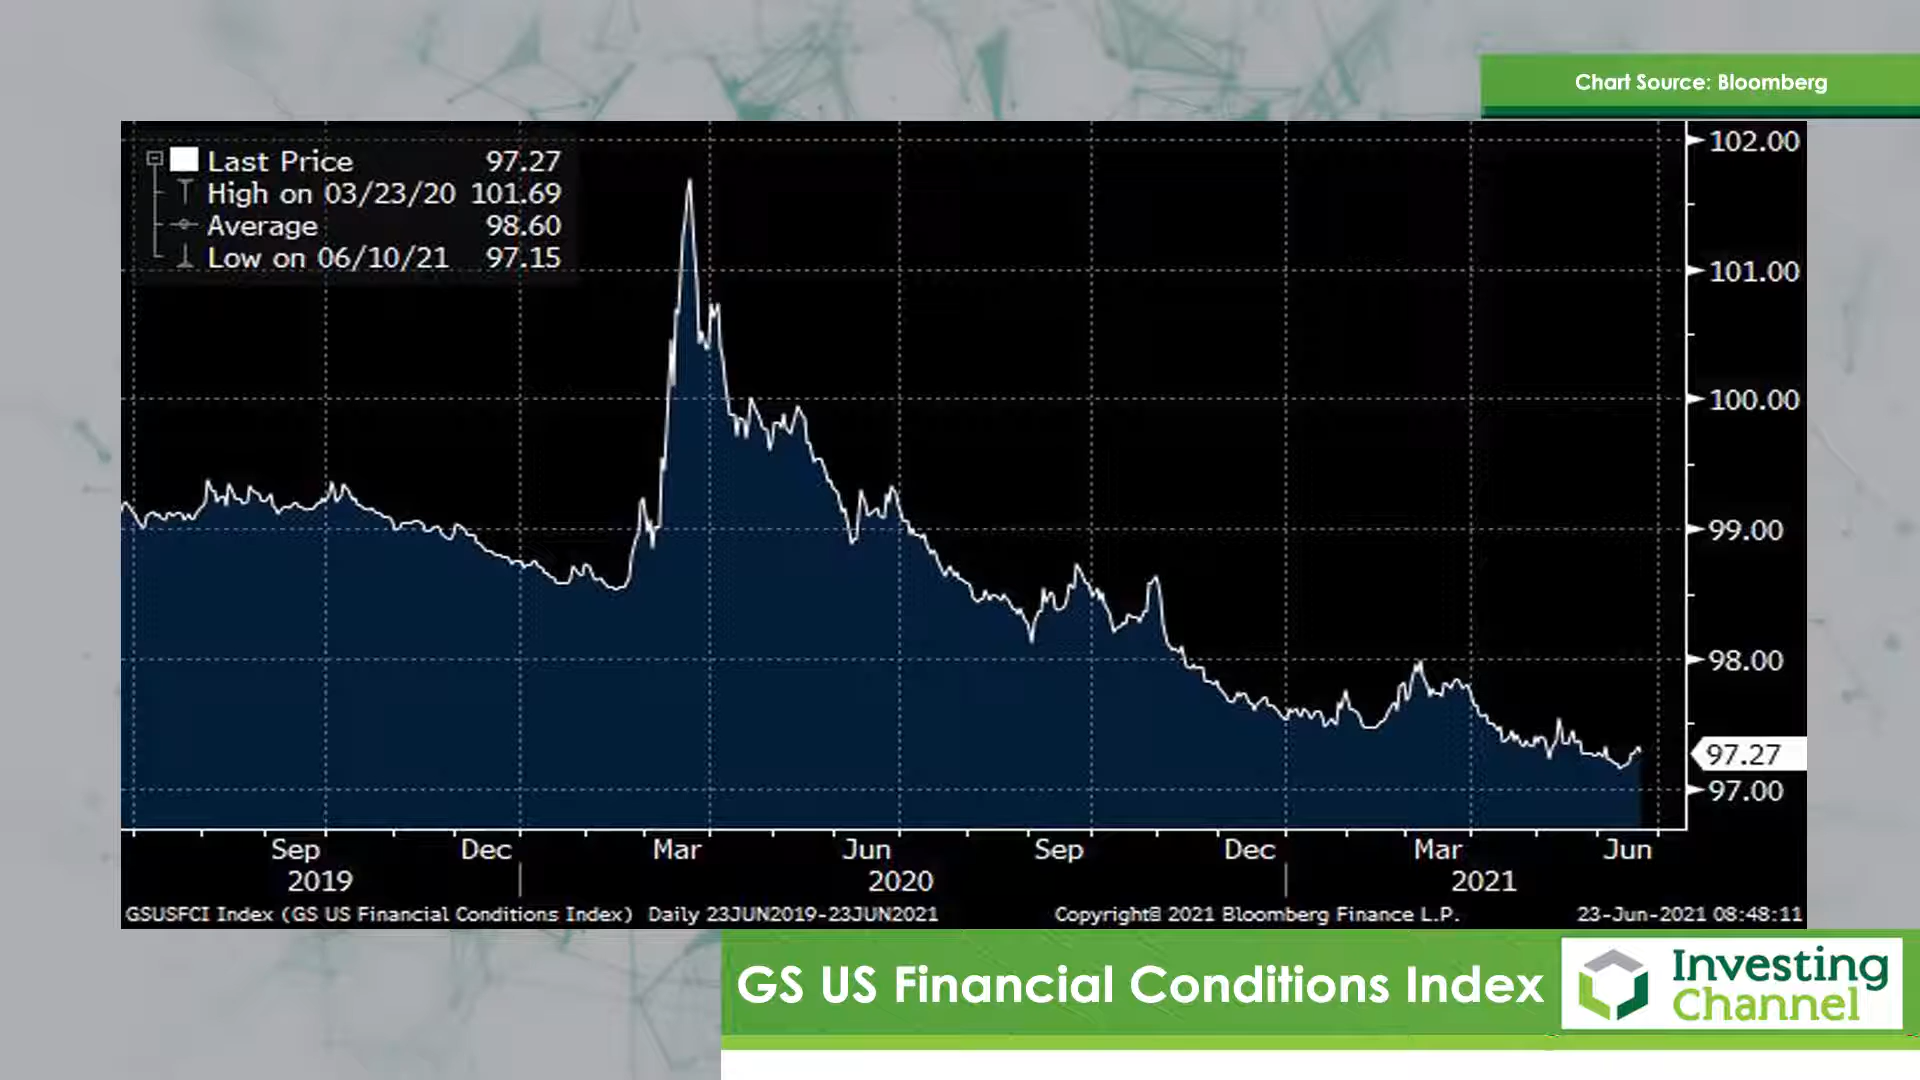 Chart Source: Bloomberg
Last Price 97.27
High on 03/23/20 101.69
Average 98.60
Low on 06/10/21 97.15
102.00
101.00
100.00
99.00
98.00
97.27
97.00
Sep Dec Mar Jun Sep Dec Mar Jun
2019 2020 2021
GSUSFCI Index (GS US Financial Conditions Index) Daily 23JUN2019-23JUN2021 Copyright© 2021 Bloomberg Finance L.P. 23-Jun-2021 08:48:11
GS US Financial Conditions Index
Investing
Channel